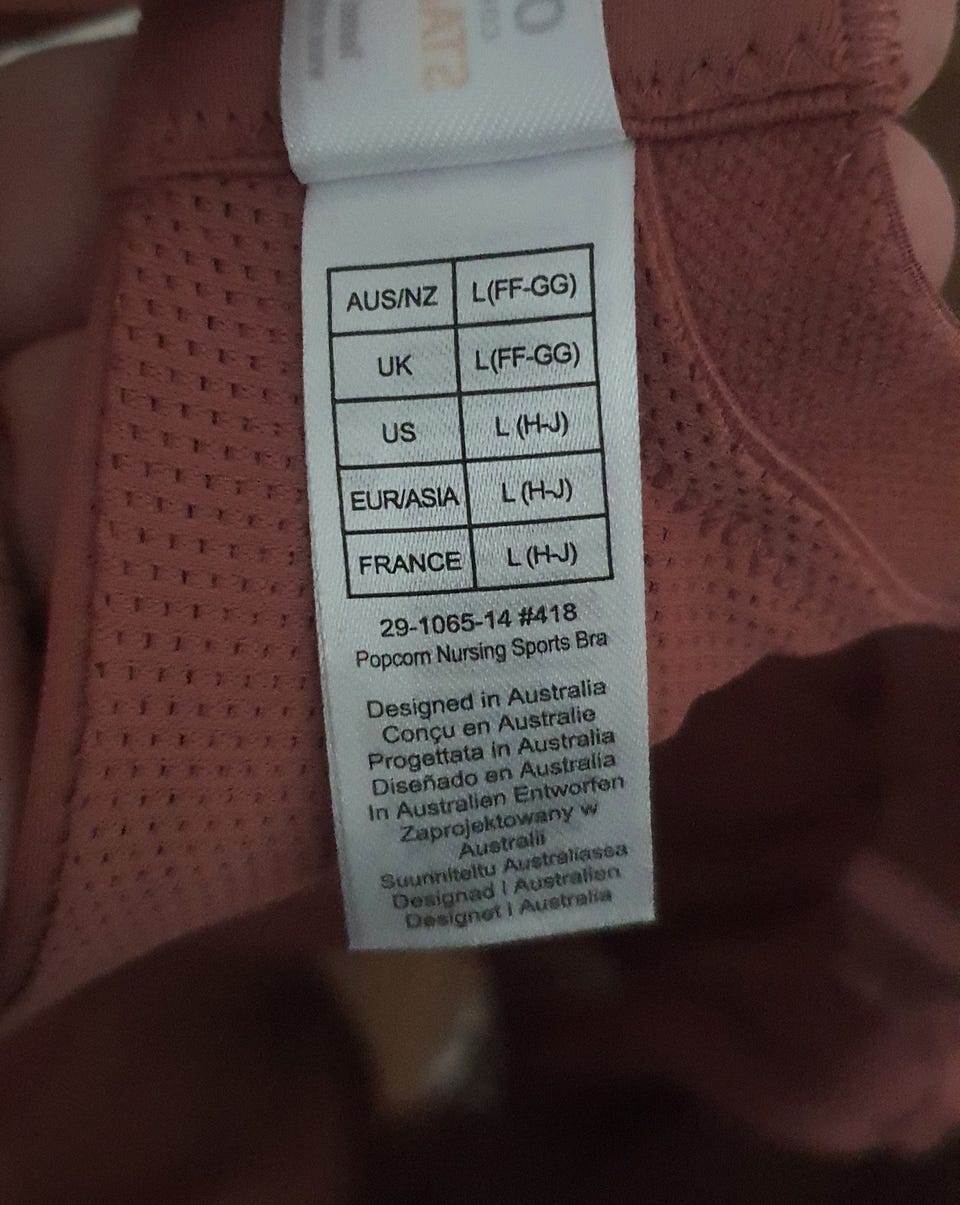 AUS/NZ L(FF-GG)
UK L(FF-GG)
US L (H-J)
EUR/ASIA L (H-J)
FRANCE L (H-J)
29-1065-14 #418
Popcorn Nursing Sports Bra
Designed in Australia
Conçu en Australie
Progettata in Australia
Diseñado en Australia
In Australien Entworfen
Zaprojektowany w
Australii
Suunniteltu Australiassa
Designad I Australien
Designet I Australia